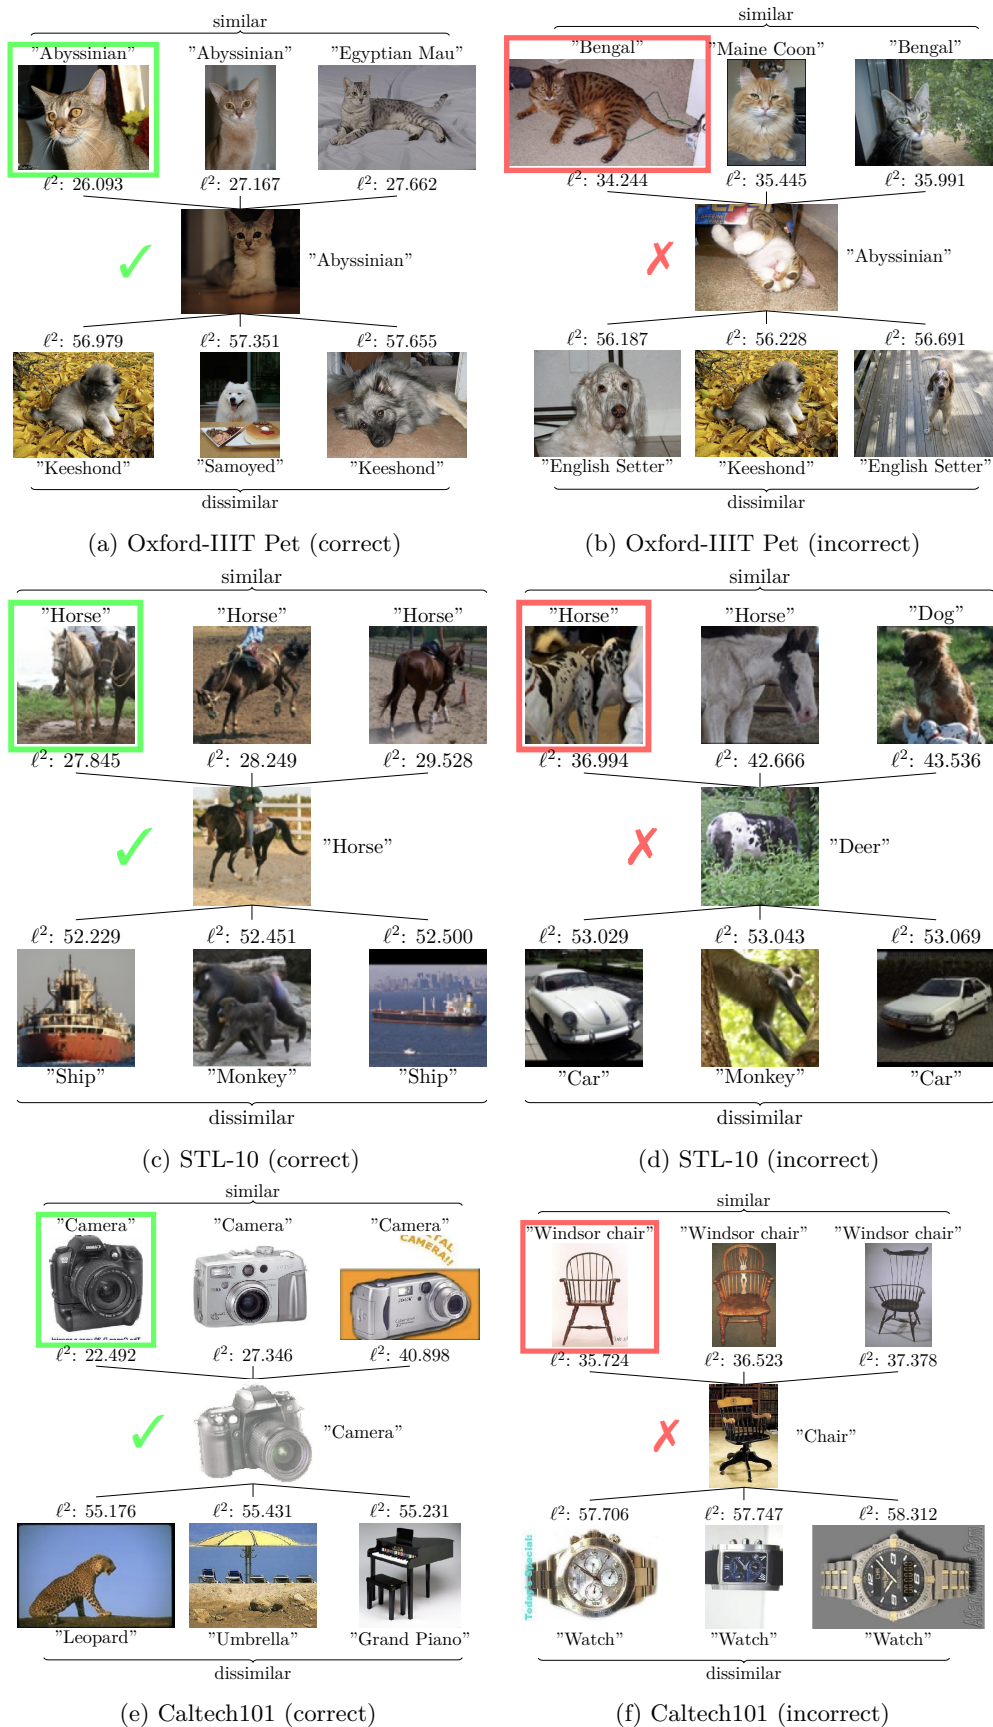 similar
"Abyssinian" "Abyssinian" "Egyptian Mau"
ℓ²: 26.093 ℓ²: 27.167 ℓ²: 27.662
"Abyssinian"
ℓ²: 56.979 ℓ²: 57.351 ℓ²: 57.655
"Keeshond" "Samoyed" "Keeshond"
dissimilar
(a) Oxford-IIIT Pet (correct)
similar
"Bengal" "Maine Coon" "Bengal"
ℓ²: 34.244 ℓ²: 35.445 ℓ²: 35.991
"Abyssinian"
ℓ²: 56.187 ℓ²: 56.228 ℓ²: 56.691
"English Setter" "Keeshond" "English Setter"
dissimilar
(b) Oxford-IIIT Pet (incorrect)
similar
"Horse" "Horse" "Horse"
ℓ²: 27.845 ℓ²: 28.249 ℓ²: 29.528
"Horse"
ℓ²: 52.229 ℓ²: 52.451 ℓ²: 52.500
"Ship" "Monkey" "Ship"
dissimilar
(c) STL-10 (correct)
similar
"Horse" "Horse" "Dog"
ℓ²: 36.994 ℓ²: 42.666 ℓ²: 43.536
"Deer"
ℓ²: 53.029 ℓ²: 53.043 ℓ²: 53.069
"Car" "Monkey" "Car"
dissimilar
(d) STL-10 (incorrect)
similar
"Camera" "Camera" "Camera"
CAMERA!!
ℓ²: 22.492 ℓ²: 27.346 ℓ²: 40.898
"Camera"
ℓ²: 55.176 ℓ²: 55.431 ℓ²: 55.231
"Leopard" "Umbrella" "Grand Piano"
dissimilar
(e) Caltech101 (correct)
similar
"Windsor chair" "Windsor chair" "Windsor chair"
ℓ²: 35.724 ℓ²: 36.523 ℓ²: 37.378
"Chair"
ℓ²: 57.706 ℓ²: 57.747 ℓ²: 58.312
Today's Special:
"Watch" "Watch" "Watch"
dissimilar
(f) Caltech101 (incorrect)